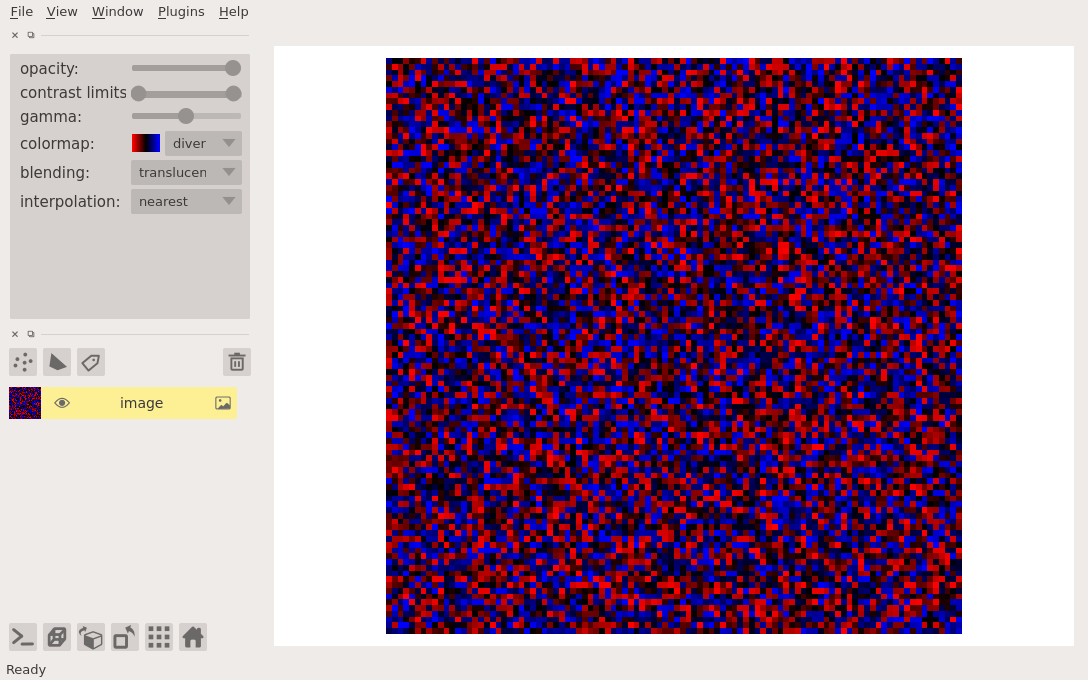 File View Window Plugins Help
opacity:
contrast limits
gamma:
colormap: diver
blending: translucen
interpolation: nearest
image
Ready